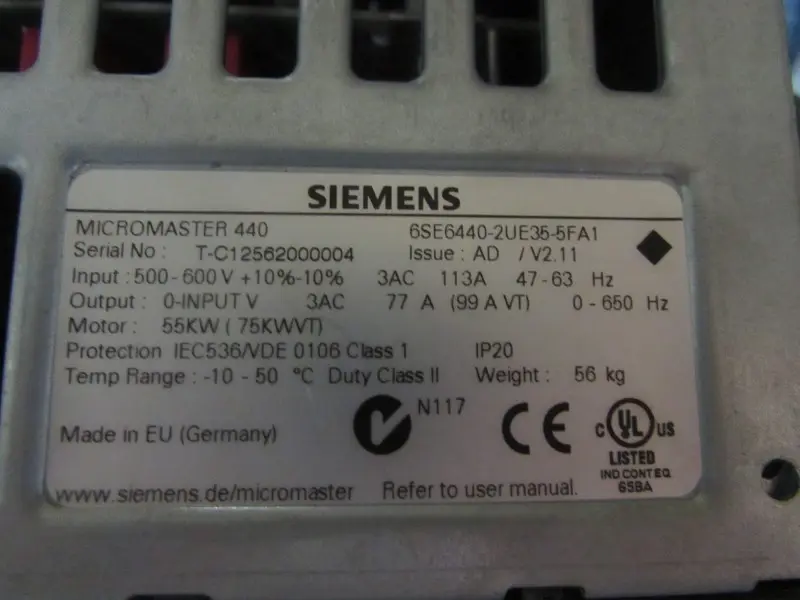 SIEMENS
MICROMASTER 440 6SE6440-2UE35-5FA1
Serial No : T-C12562000004 Issue : AD / V2.11
Input : 500 - 600 V +10%-10% 3AC 113A 47 - 63 Hz
Output : 0-INPUT V 3AC 77 A (99 A VT) 0 - 650 Hz
Motor : 55KW ( 75KWVT)
Protection IEC536/VDE 0106 Class 1 IP20
Temp Range : -10 - 50 °C Duty Class II Weight : 56 kg
N117
Made in EU (Germany) CE C UL US
LISTED
IND CONT EQ
65BA
www.siemens.de/micromaster Refer to user manual.